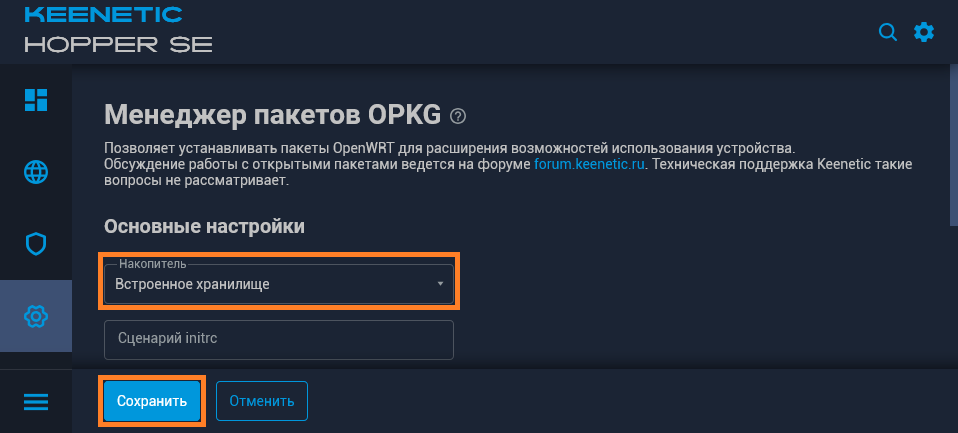 KEENETIC
HOPPER SE
Менеджер пакетов OPKG ?
Позволяет устанавливать пакеты OpenWRT для расширения возможностей использования устройства.
Обсуждение работы с открытыми пакетами ведется на форуме forum.keenetic.ru. Техническая поддержка Keenetic такие
вопросы не рассматривает.
Основные настройки
Накопитель
Встроенное хранилище
Сценарий initrc
Сохранить
Отменить